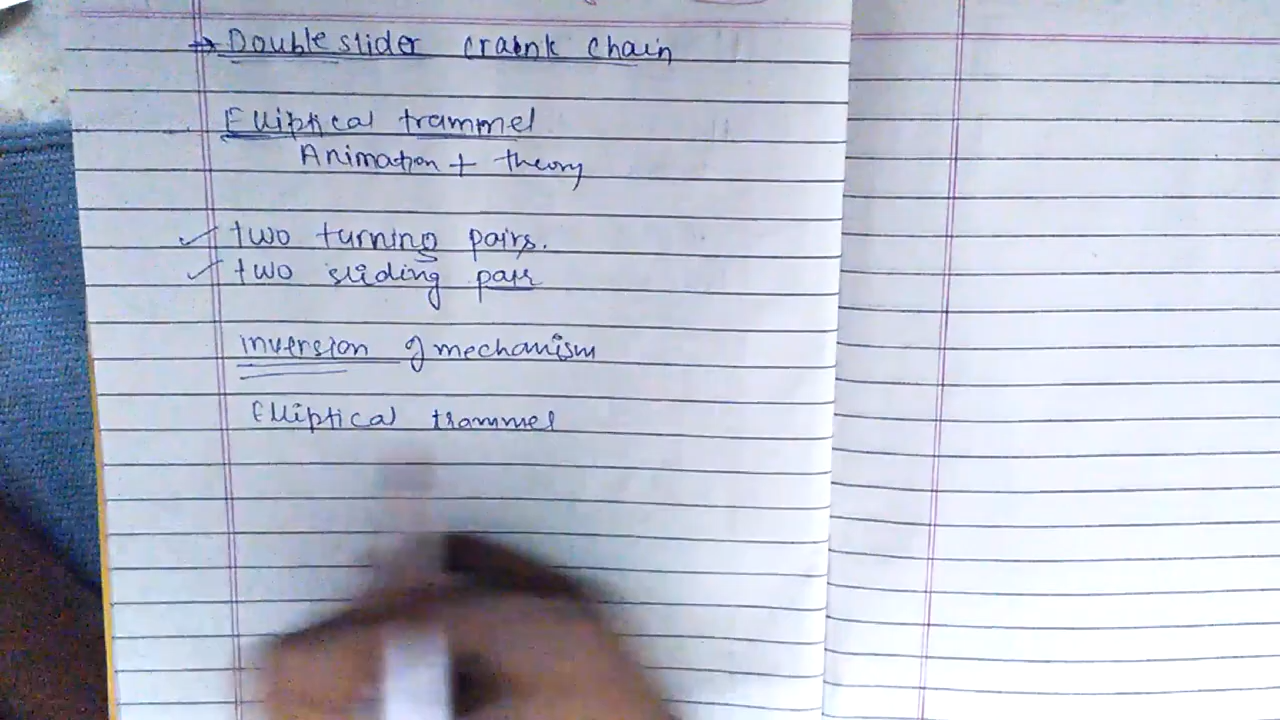 → Double slider crank chain
Elliptical trammel
Animation + theory
✓ two turning pairs.
✓ two sliding pair
inversion of mechanism
Elliptical trammel